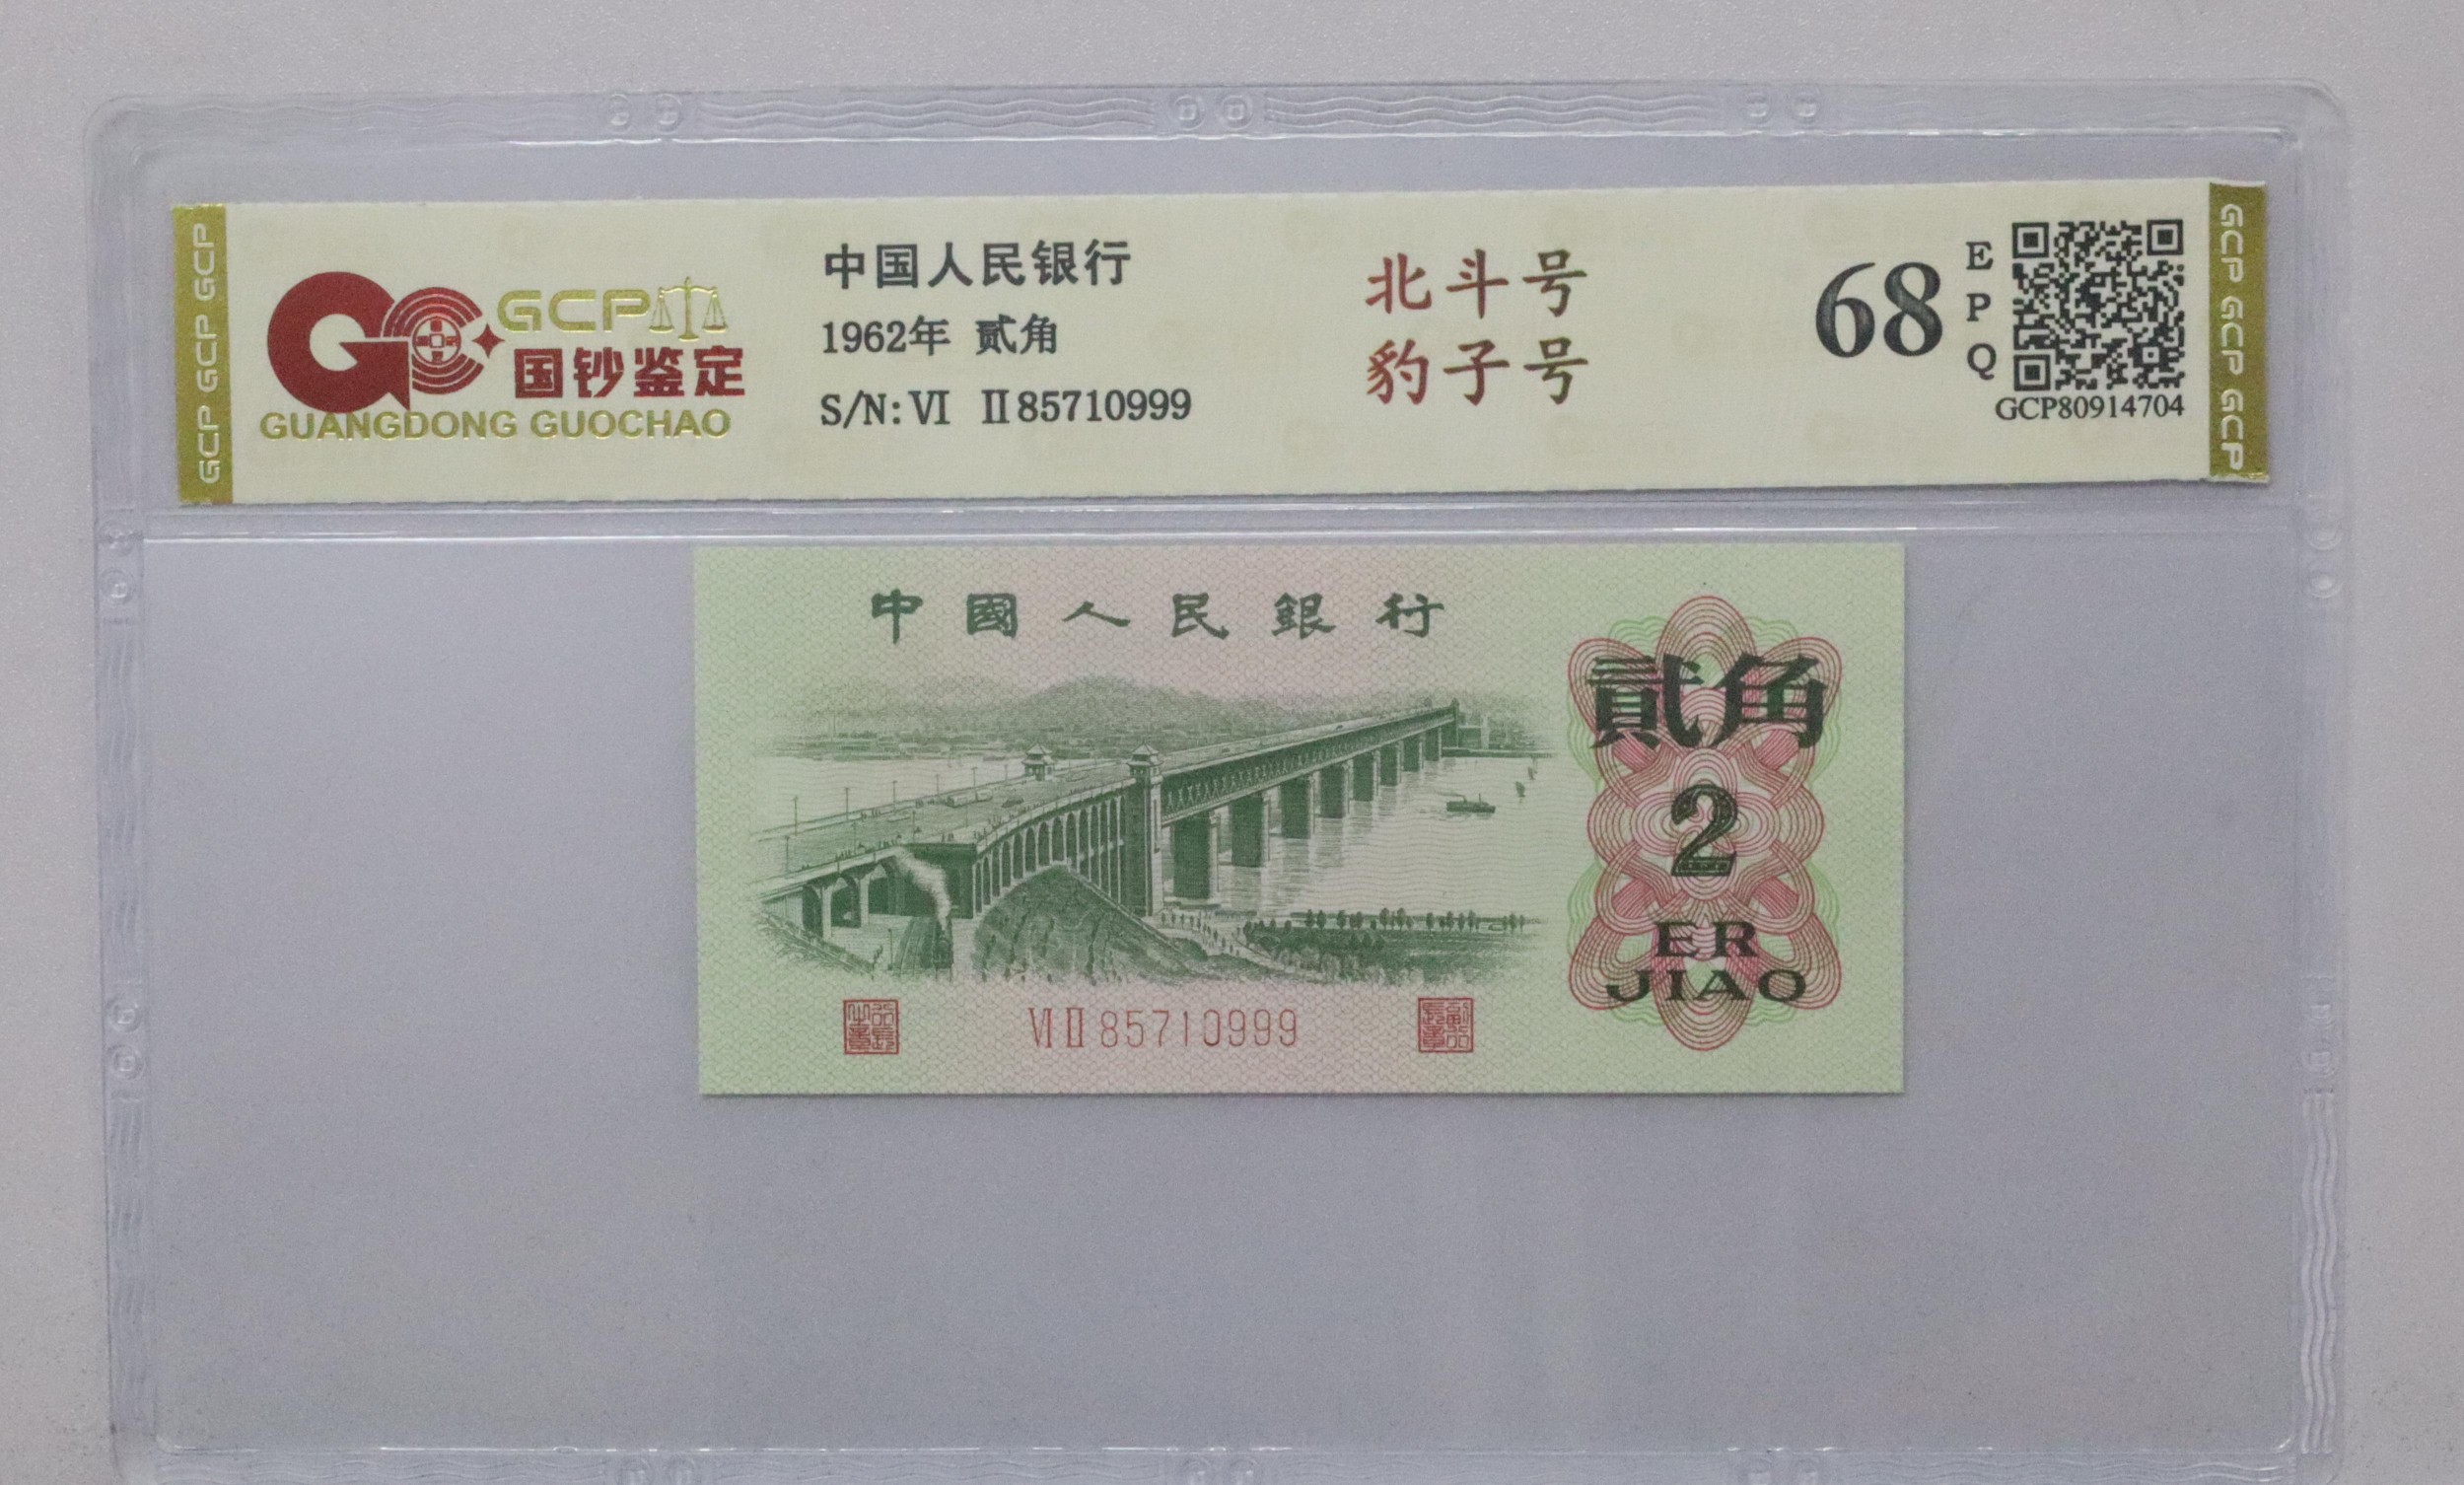 GCP GCP GCP
GCP
国钞鉴定
GUANGDONG GUOCHAO
中国人民银行
1962年 贰角
S/N: VI II 85710999
北斗号
豹子号
68
E
P
Q
GCP80914704
GCP GCP GCP
中國人民銀行
貳角
2
ER
JIAO
VI II 85710999